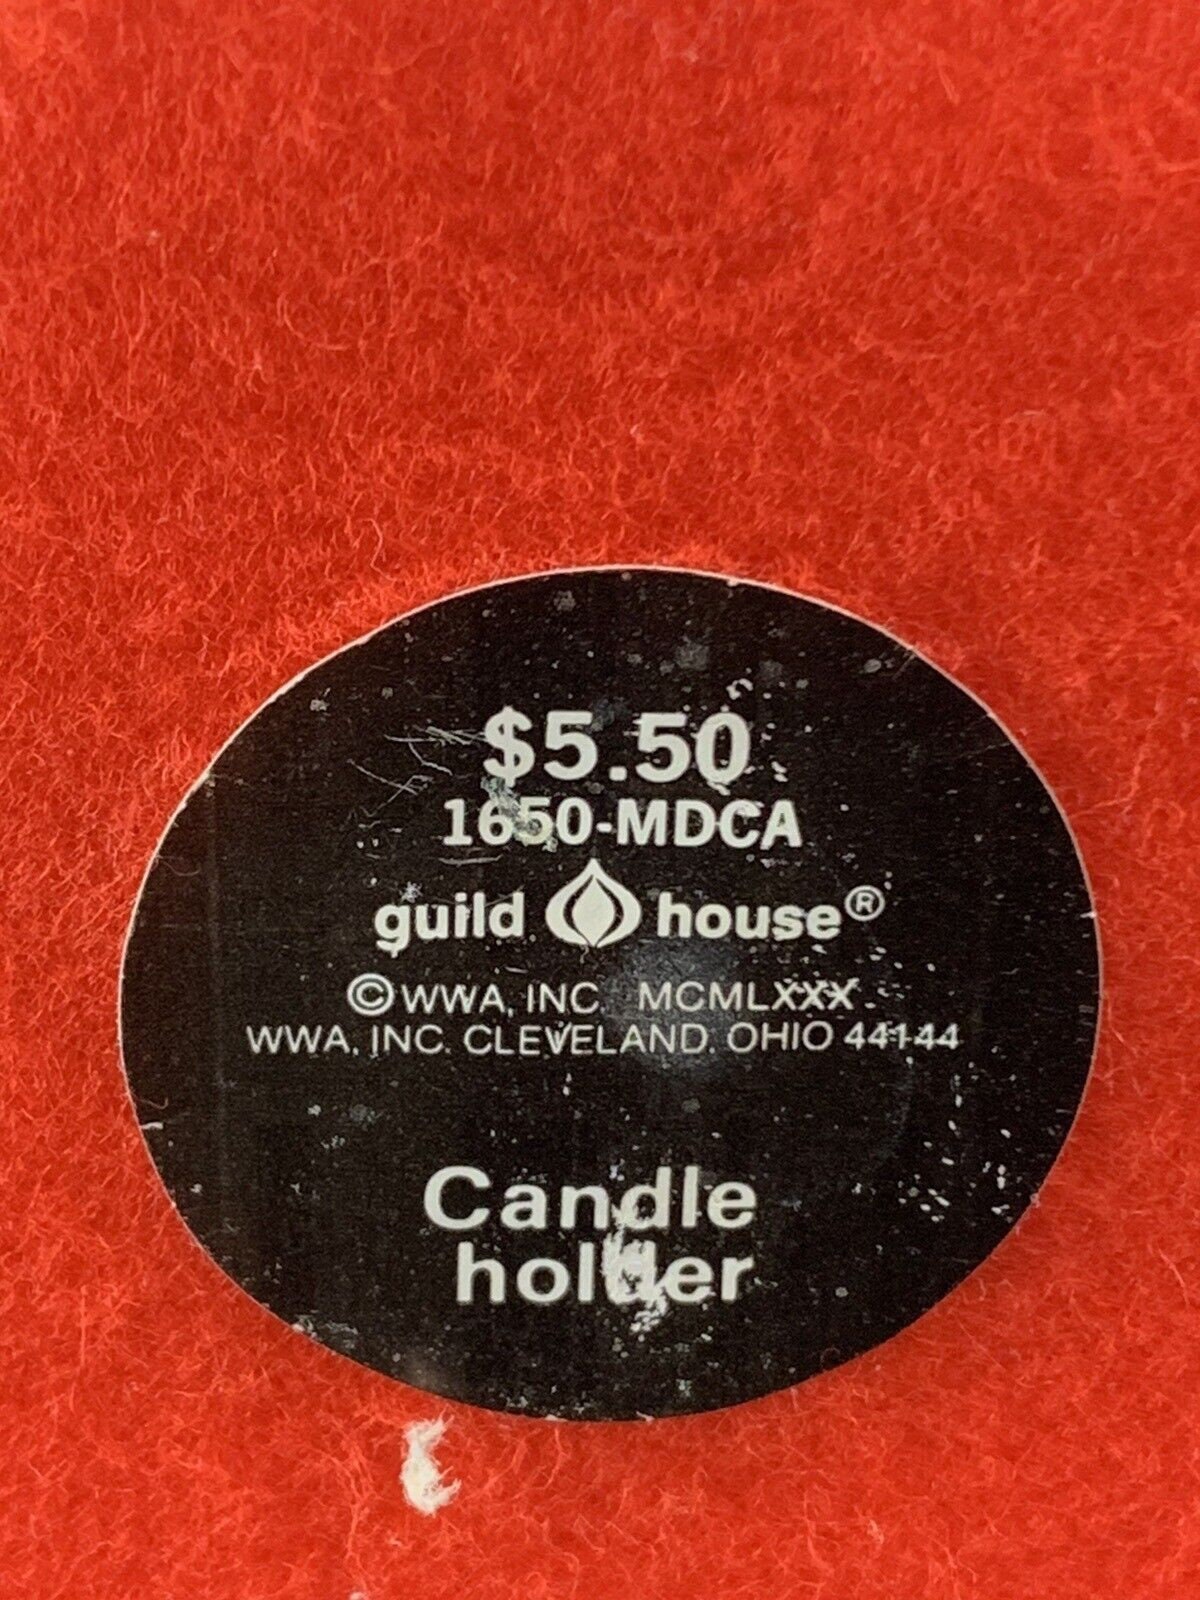 $5.50
1650-MDCA
guild house®
©WWA, INC. MCMLXXX
WWA, INC. CLEVELAND, OHIO 44144
Candle
holder